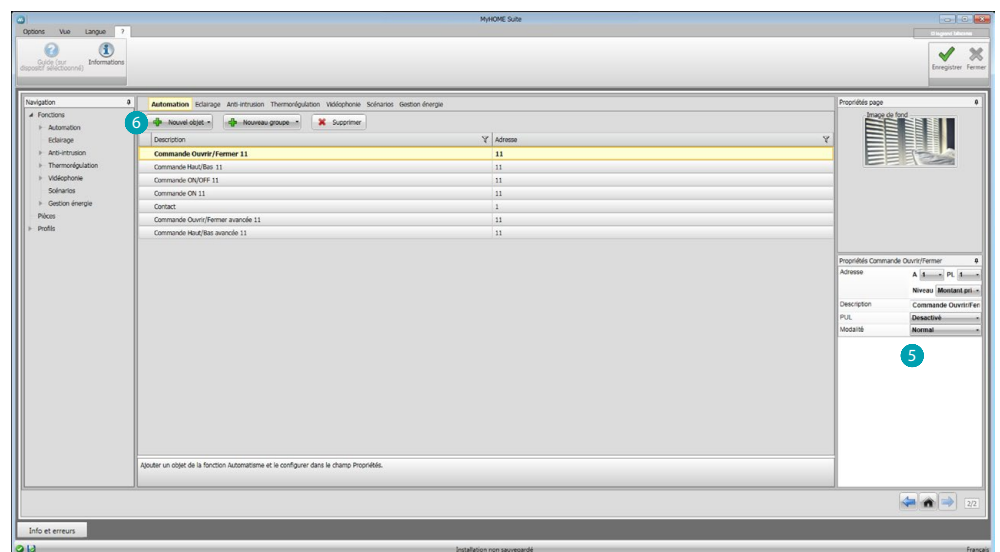 MyHOME Suite
Options Vue Langue ?
Guide (sur dispositif sélectionné)
Informations
Enregistrer Fermer
Navigation
Fonctions
Automation
Eclairage
Anti-intrusion
Thermorégulation
Vidéophonie
Scénarios
Gestion énergie
Pièces
Profils
Automation Eclairage Anti-intrusion Thermorégulation Vidéophonie Scénarios Gestion énergie
6
Nouvel objet Nouveau groupe Supprimer
Description Adresse
Commande Ouvrir/Fermer 11 11
Commande Haut/Bas 11 11
Commande ON/OFF 11 11
Commande ON 11 11
Contact 1
Commande Ouvrir/Fermer avancée 11 11
Commande Haut/Bas avancée 11 11
Ajouter un objet de la fonction Automatisme et le configurer dans le champ Propriétés.
Propriétés page
Image de fond
Propriétés Commande Ouvrir/Fermer
Adresse A 1 PL 1
Niveau Montant pri
Description Commande Ouvrir/Fer
PUL Desactivé
Modalité Normal
5
2/2
Info et erreurs
Installation non sauvegardé
Français